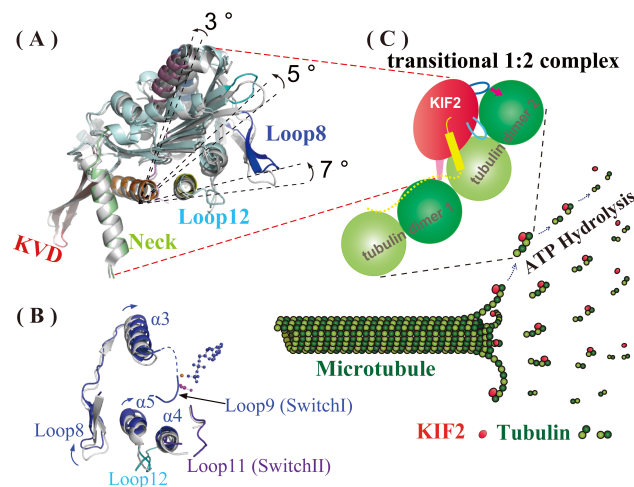 ( A )
3 °
5 °
7 °
Loop8
Loop12
Neck
KVD
( B )
α3
α5
α4
Loop8
Loop12
Loop9 (SwitchI)
Loop11 (SwitchII)
( C )
transitional 1:2 complex
KIF2
tubulin dimer 2
tubulin dimer 1
ATP Hydrolysis
Microtubule
KIF2
Tubulin